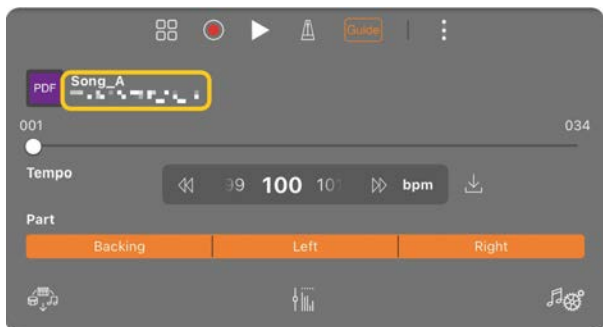 Guide
PDF
Song_A
001
034
Tempo
99 100 101 bpm
Part
Backing Left Right